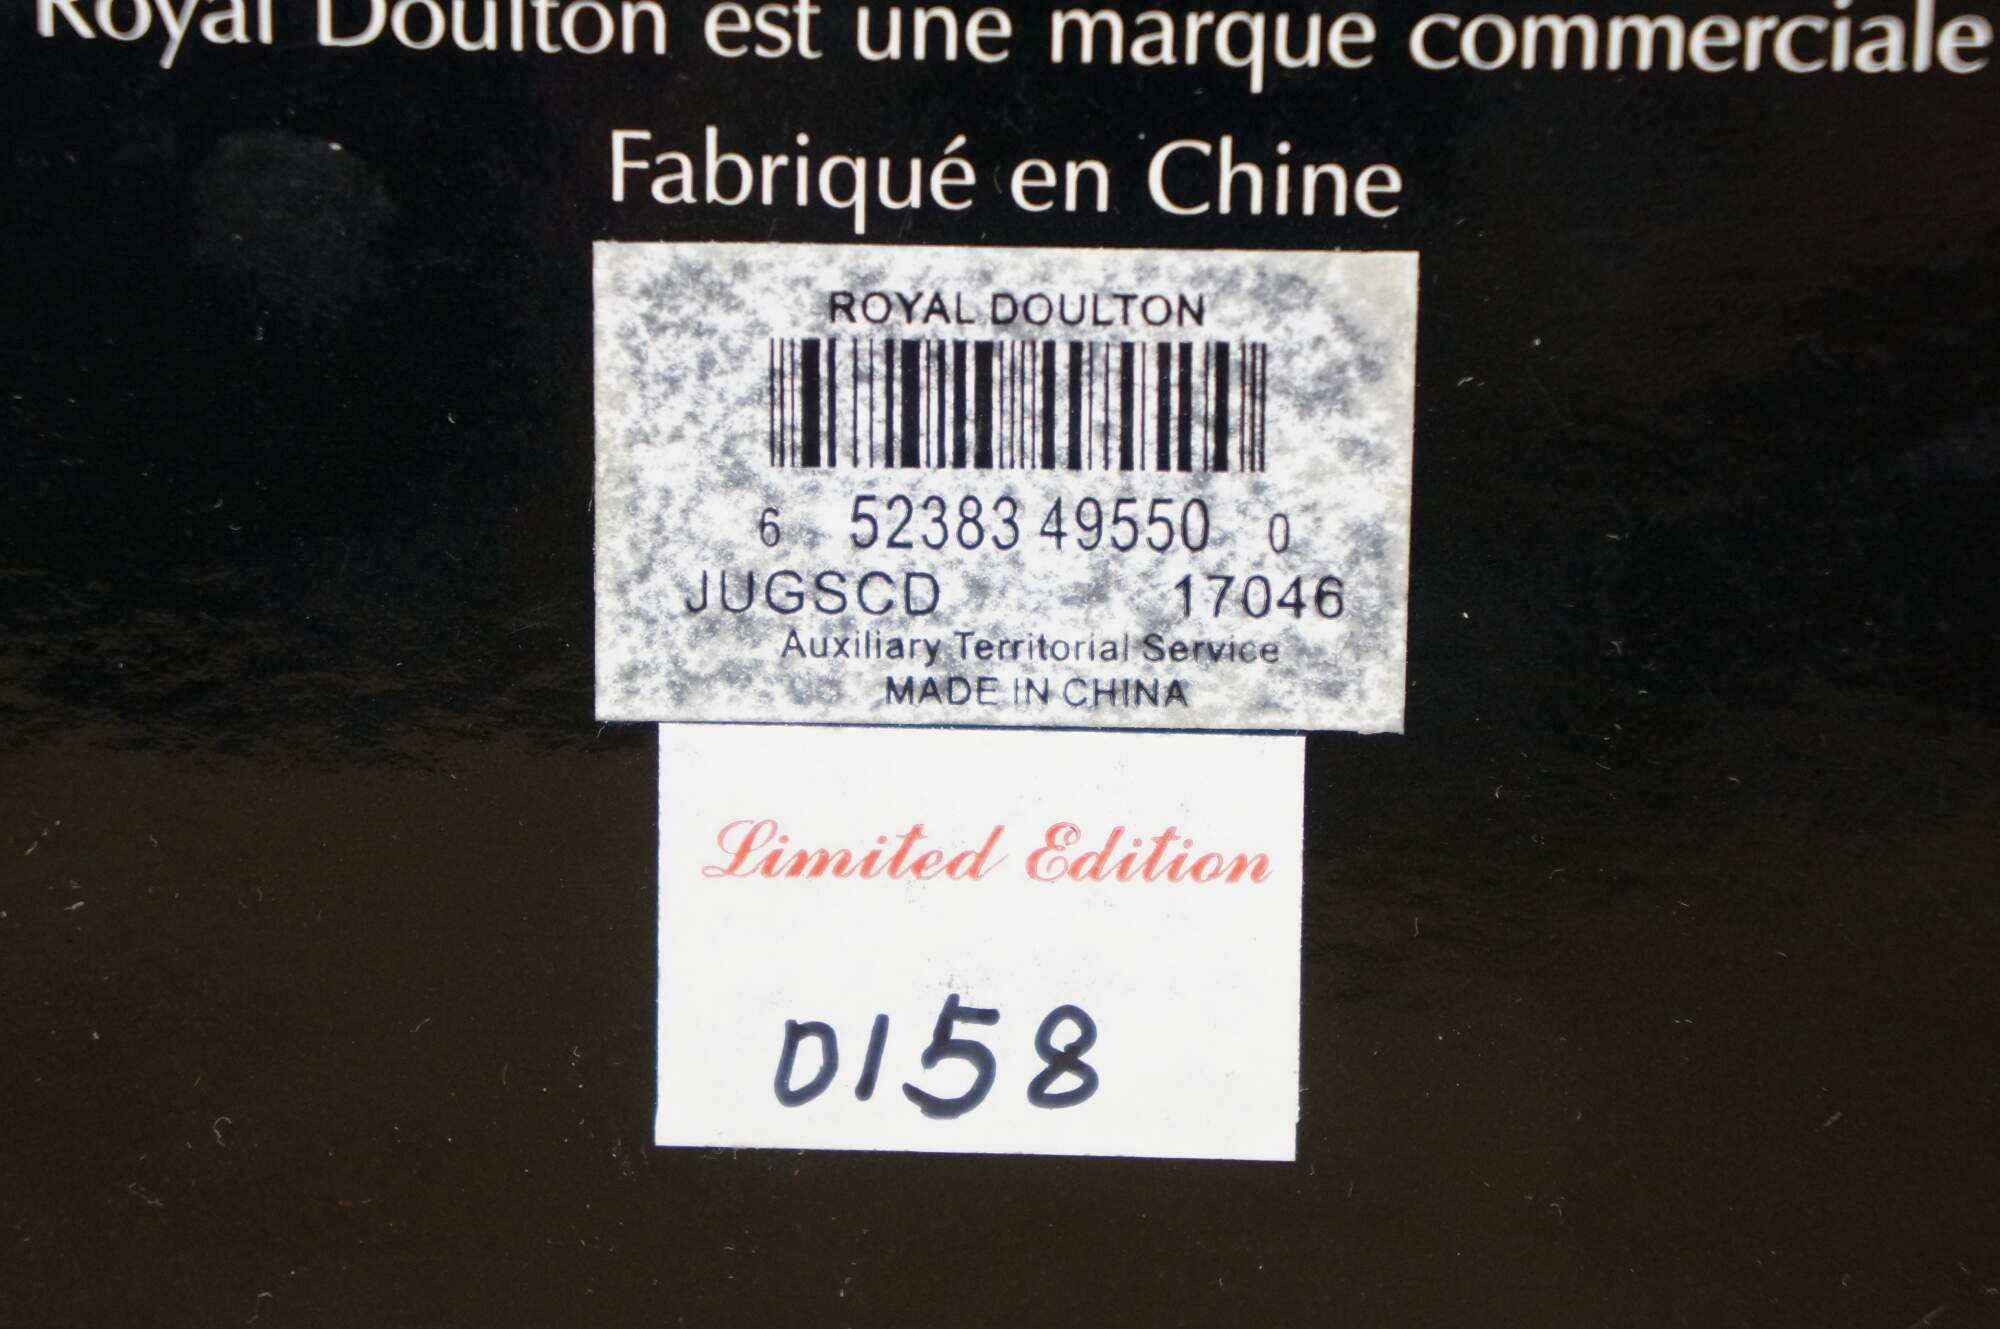 Royal Doulton est une marque commerciale
Fabriqué en Chine
ROYAL DOULTON
6 52383 49550 0
JUGSCD 17046
Auxiliary Territorial Service
MADE IN CHINA
Limited Edition
0158